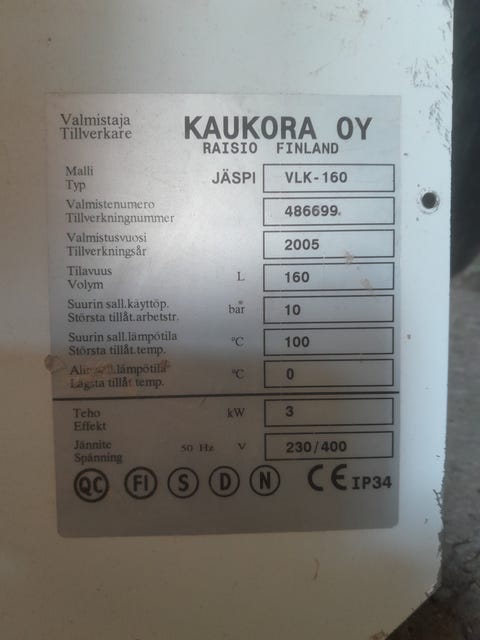 Valmistaja
Tillverkare
KAUKORA OY
RAISIO FINLAND
Malli
Typ
JÄSPI VLK-160
Valmistenumero
Tillverkningnummer
486699.
Valmistusvuosi
Tillverkningsår
2005
Tilavuus
Volym
L 160
Suurin sall.käyttöp.
Största tillåt.arbetstr.
bar 10
Suurin sall.lämpötila
Största tillåt.temp.
°C 100
Alin sall.lämpötila
Lägsta tillåt.temp.
°C 0
Teho
Effekt
kW 3
Jännite
Spänning
50 Hz V 230/400
QC FI S D N CE IP34